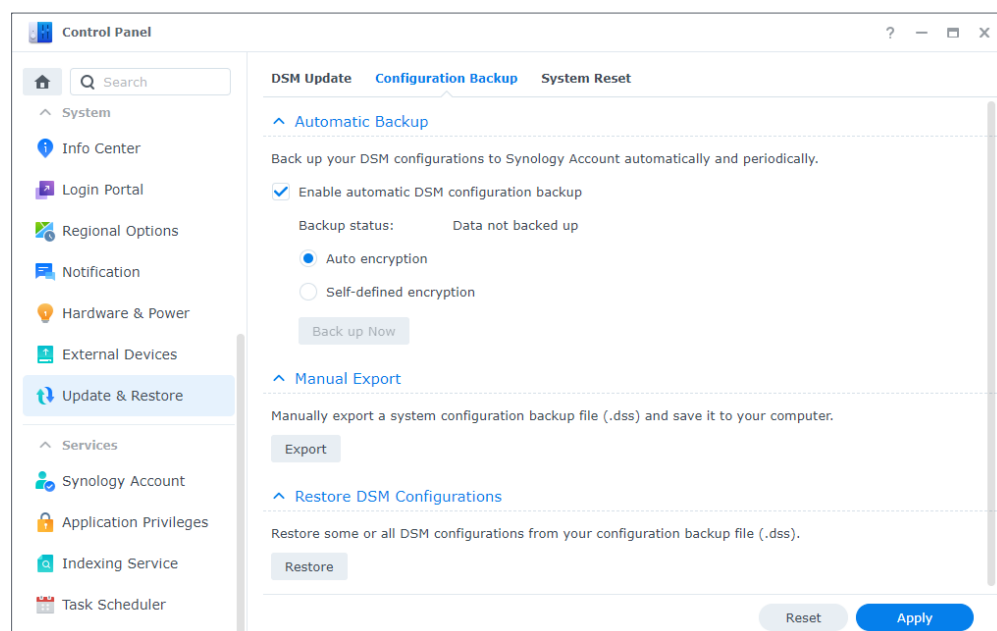 Control Panel
?
Search
System
Info Center
Login Portal
Regional Options
Notification
Hardware & Power
External Devices
Update & Restore
Services
Synology Account
Application Privileges
Indexing Service
Task Scheduler
DSM Update Configuration Backup System Reset
Automatic Backup
Back up your DSM configurations to Synology Account automatically and periodically.
Enable automatic DSM configuration backup
Backup status: Data not backed up
Auto encryption
Self-defined encryption
Back up Now
Manual Export
Manually export a system configuration backup file (.dss) and save it to your computer.
Export
Restore DSM Configurations
Restore some or all DSM configurations from your configuration backup file (.dss).
Restore
Reset Apply